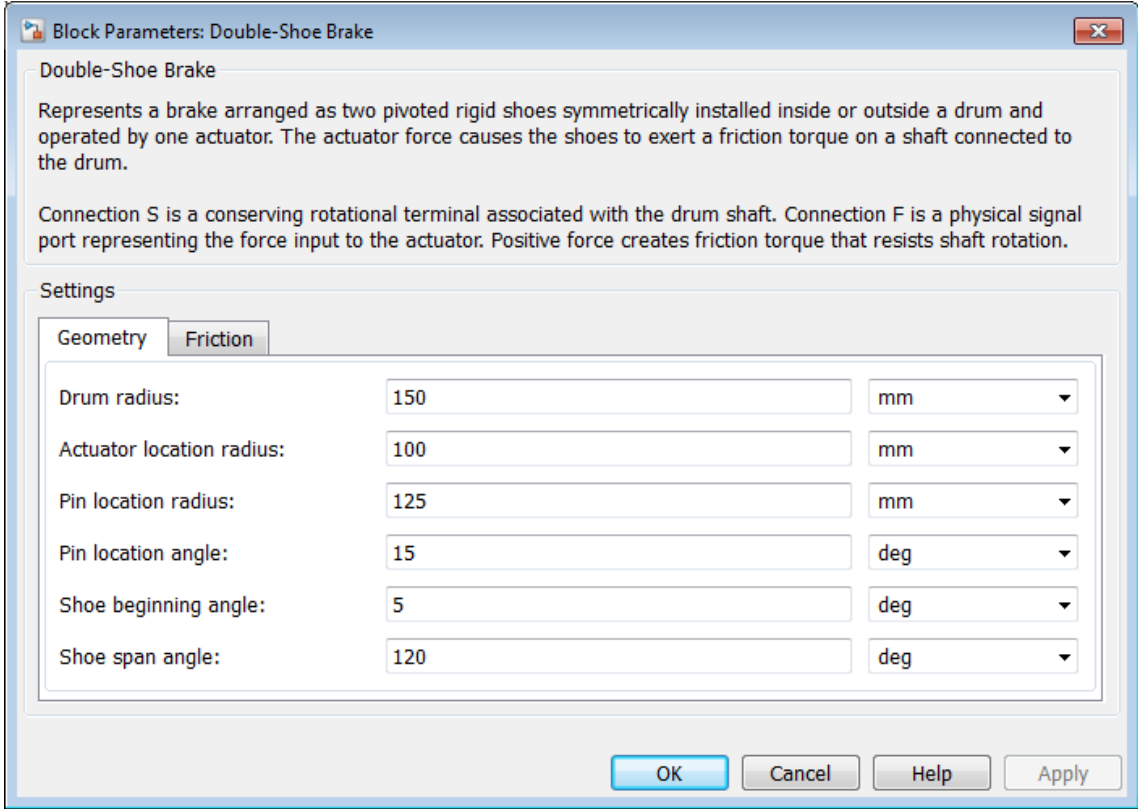 Block Parameters: Double-Shoe Brake
Double-Shoe Brake
Represents a brake arranged as two pivoted rigid shoes symmetrically installed inside or outside a drum and
operated by one actuator. The actuator force causes the shoes to exert a friction torque on a shaft connected to
the drum.
Connection S is a conserving rotational terminal associated with the drum shaft. Connection F is a physical signal
port representing the force input to the actuator. Positive force creates friction torque that resists shaft rotation.
Settings
Geometry Friction
Drum radius: 150 mm
Actuator location radius: 100 mm
Pin location radius: 125 mm
Pin location angle: 15 deg
Shoe beginning angle: 5 deg
Shoe span angle: 120 deg
OK Cancel Help Apply